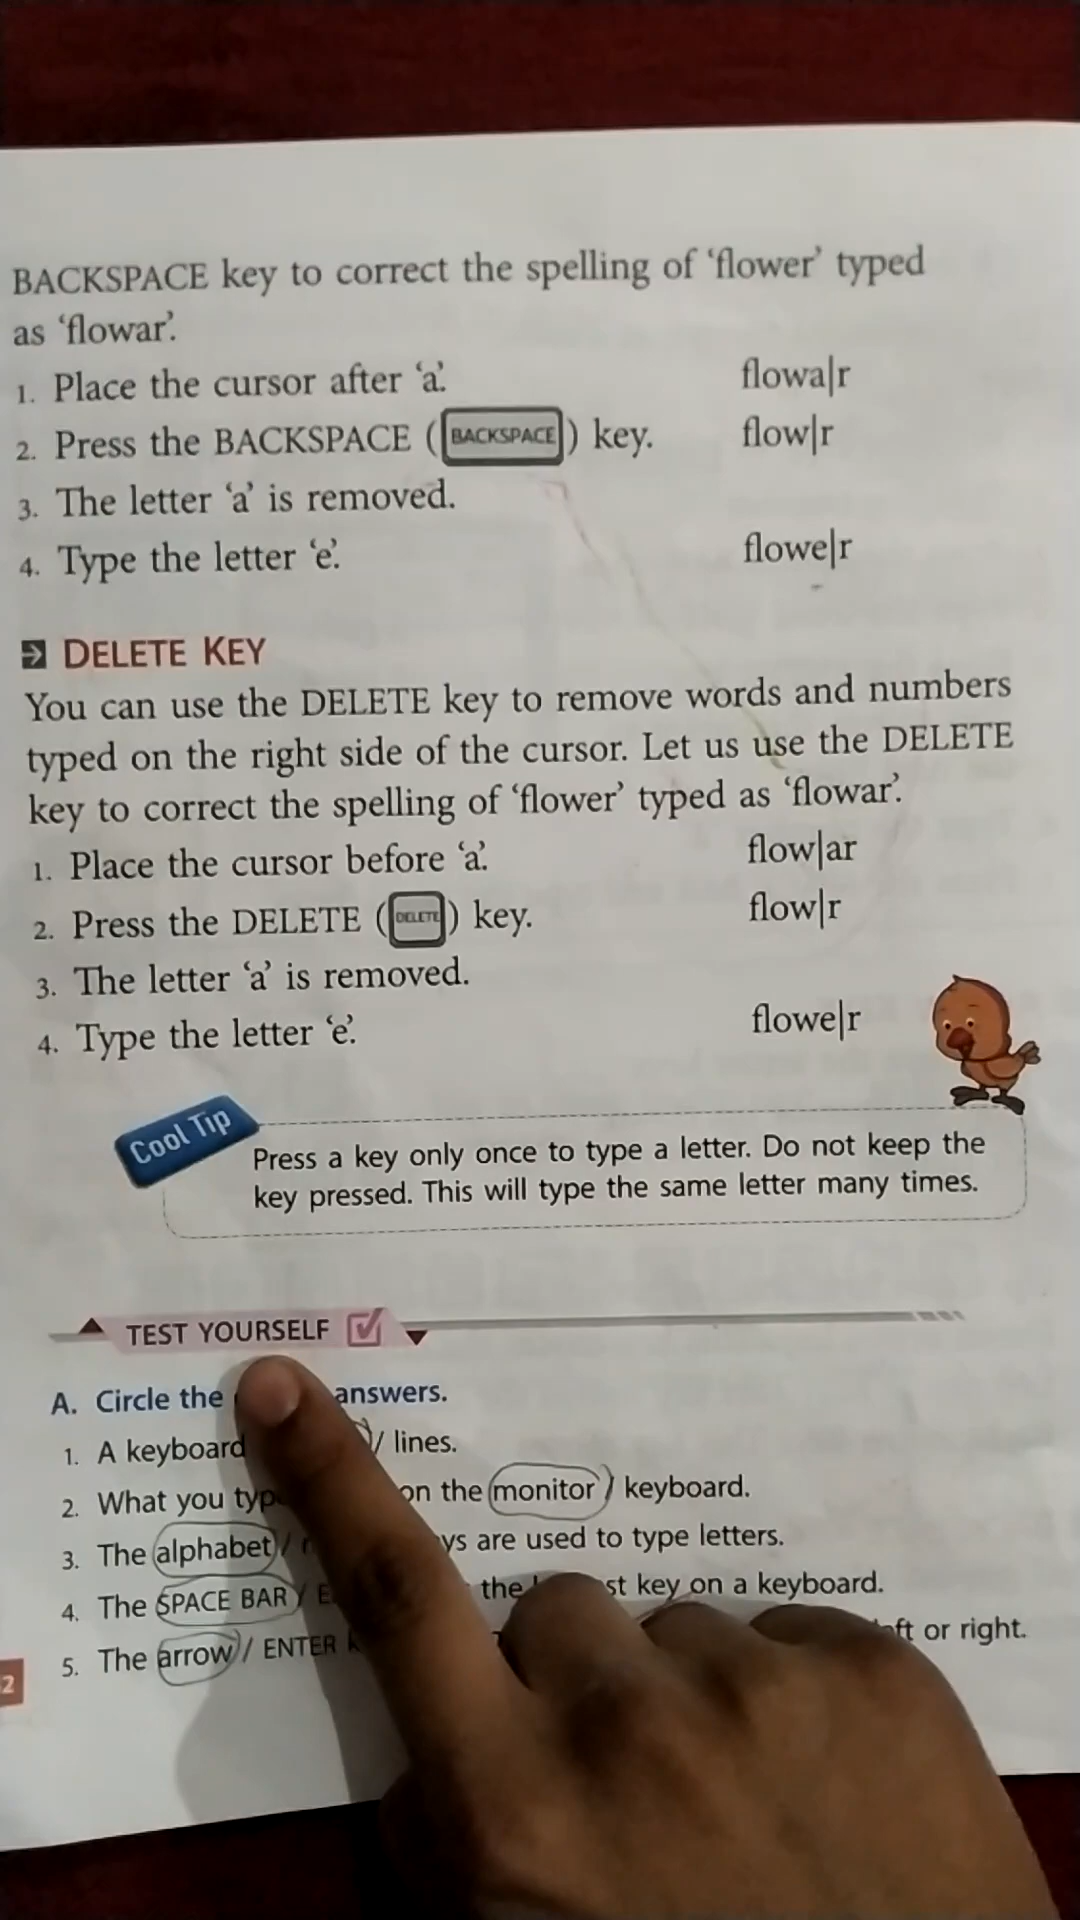 BACKSPACE key to correct the spelling of ‘flower’ typed
as ‘flowar’.
1. Place the cursor after ‘a’. flowa|r
2. Press the BACKSPACE (BACKSPACE) key. flow|r
3. The letter ‘a’ is removed.
4. Type the letter ‘e’. flowe|r
DELETE KEY
You can use the DELETE key to remove words and numbers
typed on the right side of the cursor. Let us use the DELETE
key to correct the spelling of ‘flower’ typed as ‘flowar’.
1. Place the cursor before ‘a’. flow|ar
2. Press the DELETE (DELETE) key. flow|r
3. The letter ‘a’ is removed.
4. Type the letter ‘e’. flowe|r
Cool Tip
Press a key only once to type a letter. Do not keep the
key pressed. This will type the same letter many times.
TEST YOURSELF
A. Circle the answers.
1. A keyboard / lines.
2. What you on the monitor / keyboard.
3. The alphabet / are used to type letters.
4. The SPACE BAR / the key on a keyboard.
5. The arrow / ENTER or right.
2